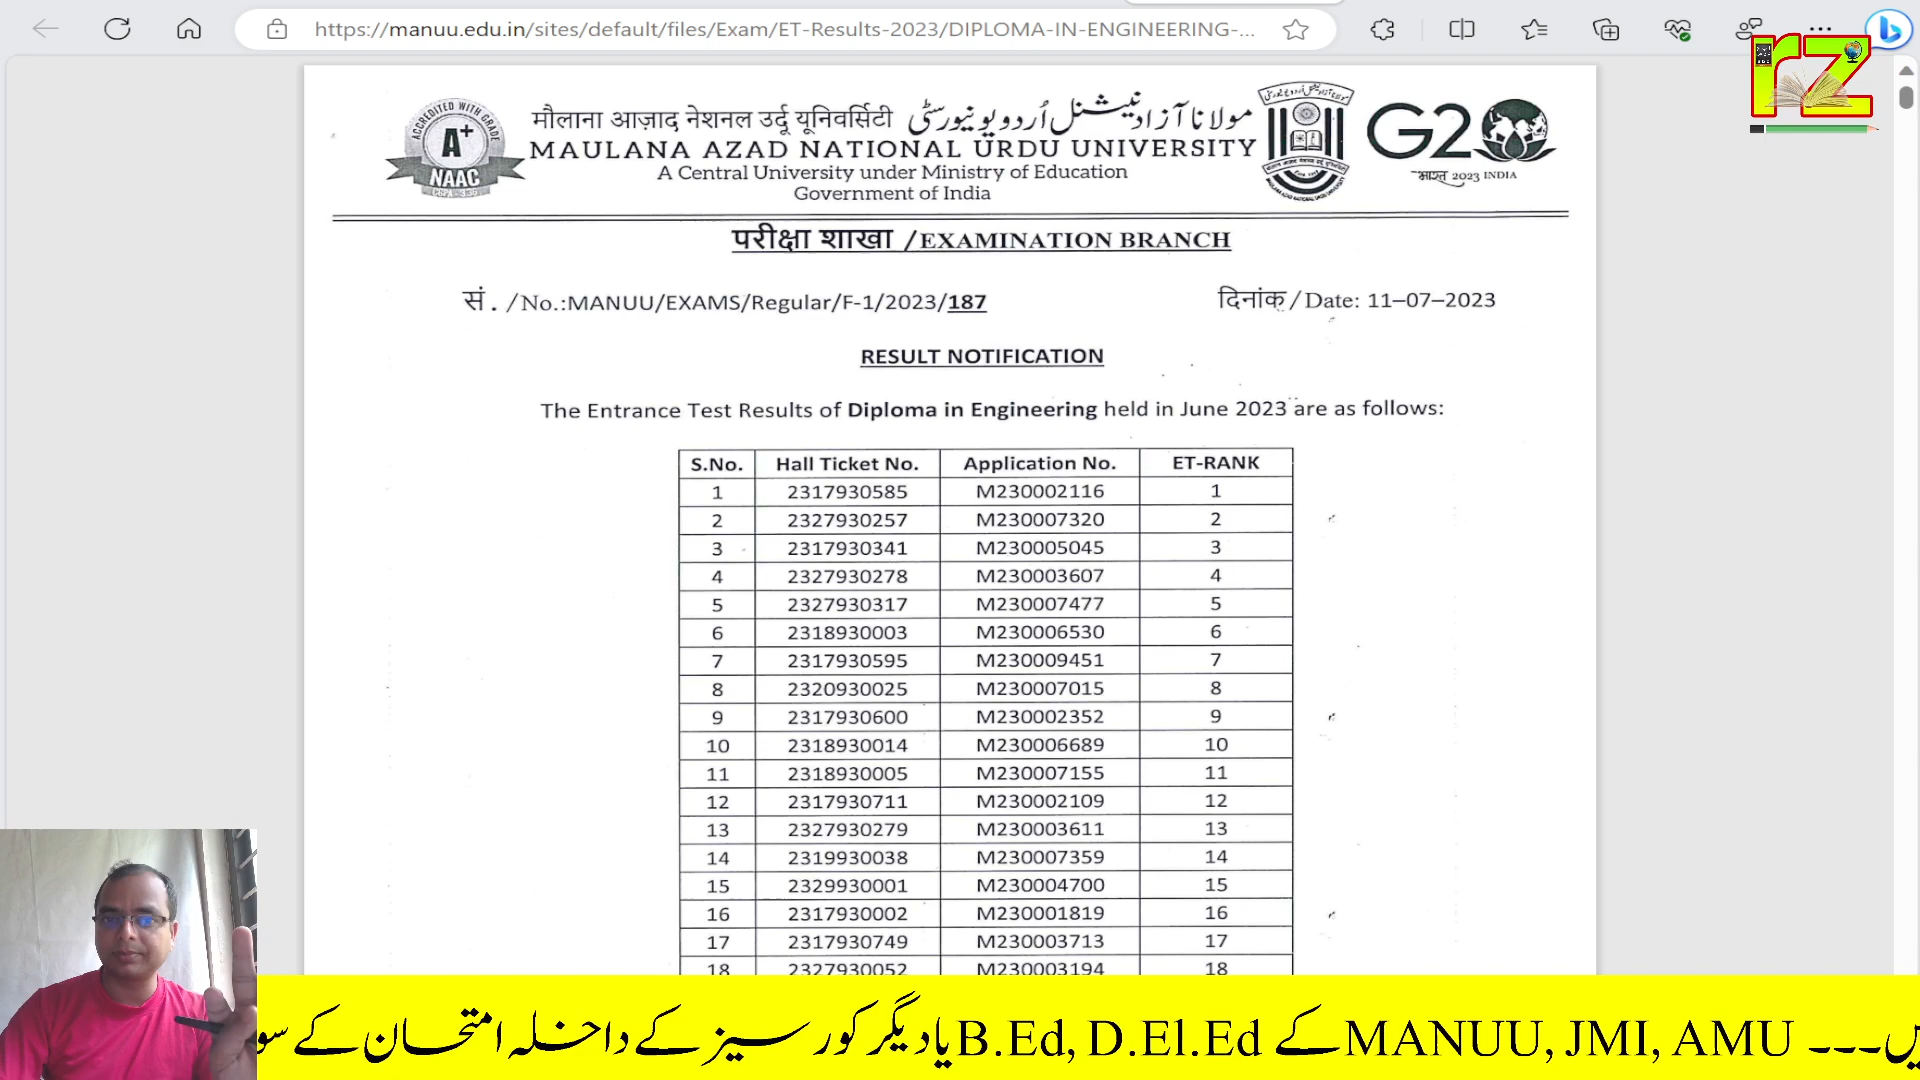 https://manuu.edu.in/sites/default/files/Exam/ET-Results-2023/DIPLOMA-IN-ENGINEERING-...
rz
ACCREDITED WITH GRADE
A+
NAAC
मौलाना आज़ाद नेशनल उर्दू यूनिवर्सिटी مولانا آزاد نیشنل اُردو یونیورسٹی
MAULANA AZAD NATIONAL URDU UNIVERSITY
A Central University under Ministry of Education
Government of India
G20
भारत 2023 INDIA
परीक्षा शाखा /EXAMINATION BRANCH
सं . /No.:MANUU/EXAMS/Regular/F-1/2023/187 दिनांक/Date: 11–07–2023
RESULT NOTIFICATION
The Entrance Test Results of Diploma in Engineering held in June 2023 are as follows:
S.No. Hall Ticket No. Application No. ET-RANK
1 2317930585 M230002116 1
2 2327930257 M230007320 2
3 2317930341 M230005045 3
4 2327930278 M230003607 4
5 2327930317 M230007477 5
6 2318930003 M230006530 6
7 2317930595 M230009451 7
8 2320930025 M230007015 8
9 2317930600 M230002352 9
10 2318930014 M230006689 10
11 2318930005 M230007155 11
12 2317930711 M230002109 12
13 2327930279 M230003611 13
14 2319930038 M230007359 14
15 2329930001 M230004700 15
16 2317930002 M230001819 16
17 2317930749 M230003713 17
18 2327930052 M230003194 18
یں۔۔۔ MANUU, JMI, AMU کے B.Ed, D.El.Ed یا دیگر کورسیز کے داخلہ امتحان کے سو